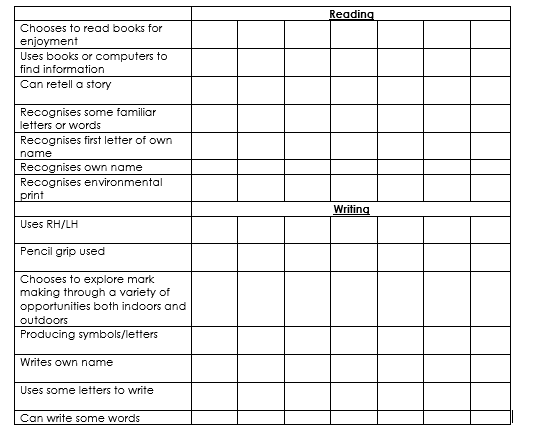 Reading
Chooses to read books for
enjoyment
Uses books or computers to
find information
Can retell a story
Recognises some familiar
letters or words
Recognises first letter of own
name
Recognises own name
Recognises environmental
print
Writing
Uses RH/LH
Pencil grip used
Chooses to explore mark
making through a variety of
opportunities both indoors and
outdoors
Producing symbols/letters
Writes own name
Uses some letters to write
Can write some words